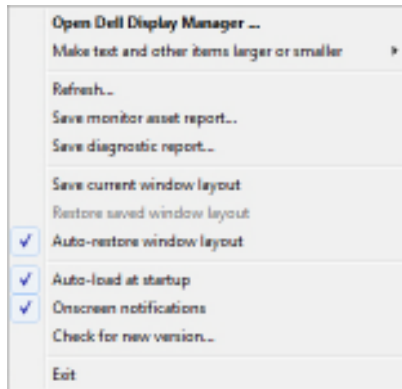 Open Dell Display Manager ...
Make text and other items larger or smaller
Refresh...
Save monitor asset report...
Save diagnostic report...
Save current window layout
Restore saved window layout
Auto-restore window layout
Auto-load at startup
Onscreen notifications
Check for new version...
Exit